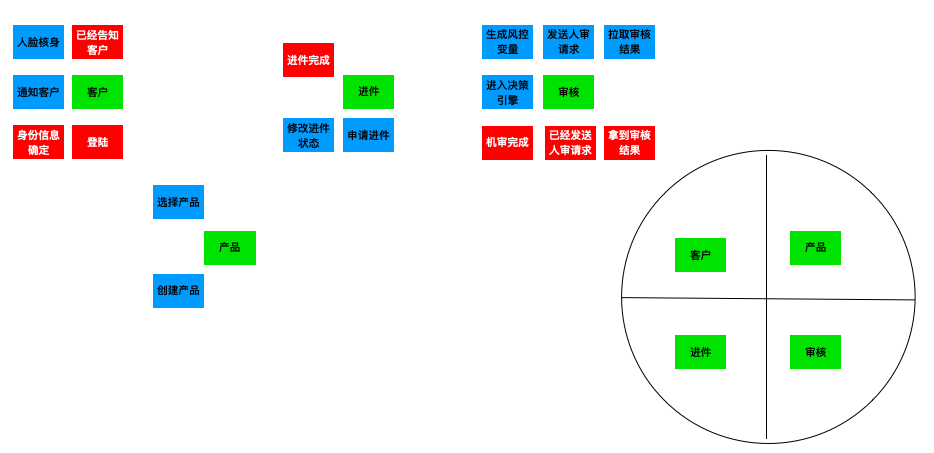 人脸核身
已经告知
客户
通知客户
客户
身份信息
确定
登陆
选择产品
产品
创建产品
进件完成
进件
修改进件
状态
申请进件
生成风控
变量
发送人审
请求
拉取审核
结果
进入决策
引擎
审核
机审完成
已经发送
人审请求
拿到审核
结果
客户
产品
进件
审核